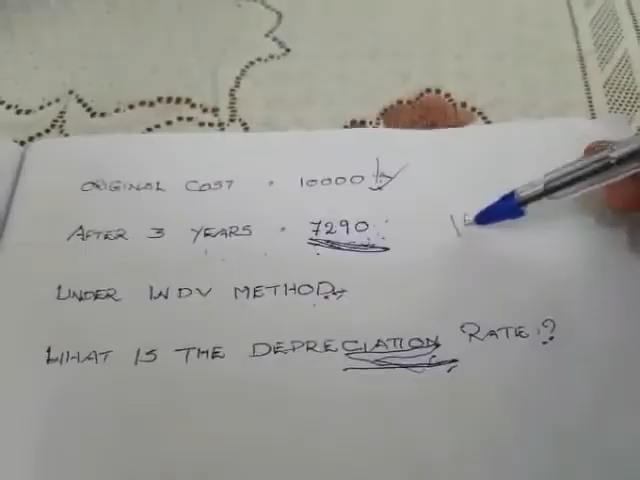 ORIGINAL COST = 10000
AFTER 3 YEARS = 7290
UNDER WDV METHOD
WHAT IS THE DEPRECIATION RATE ?